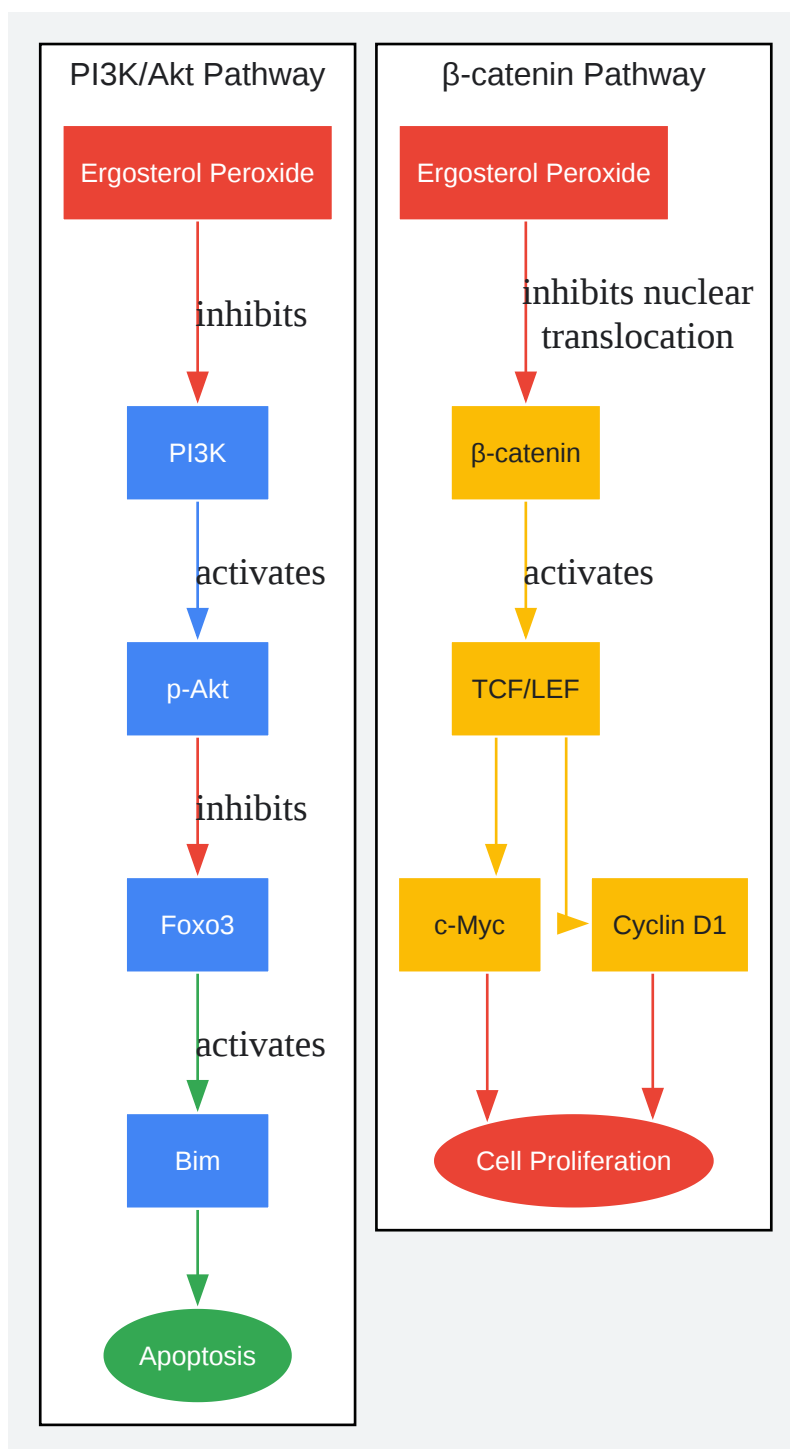 PI3K/Akt Pathway
Ergosterol Peroxide
inhibits
PI3K
activates
p-Akt
inhibits
Foxo3
activates
Bim
Apoptosis
β-catenin Pathway
Ergosterol Peroxide
inhibits nuclear
translocation
β-catenin
activates
TCF/LEF
c-Myc
Cyclin D1
Cell Proliferation